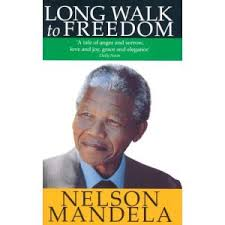 LONG WALK
to FREEDOM
'A tale of anger and sorrow,
love and joy, grace and elegance'
Daily News
NELSON
MANDELA